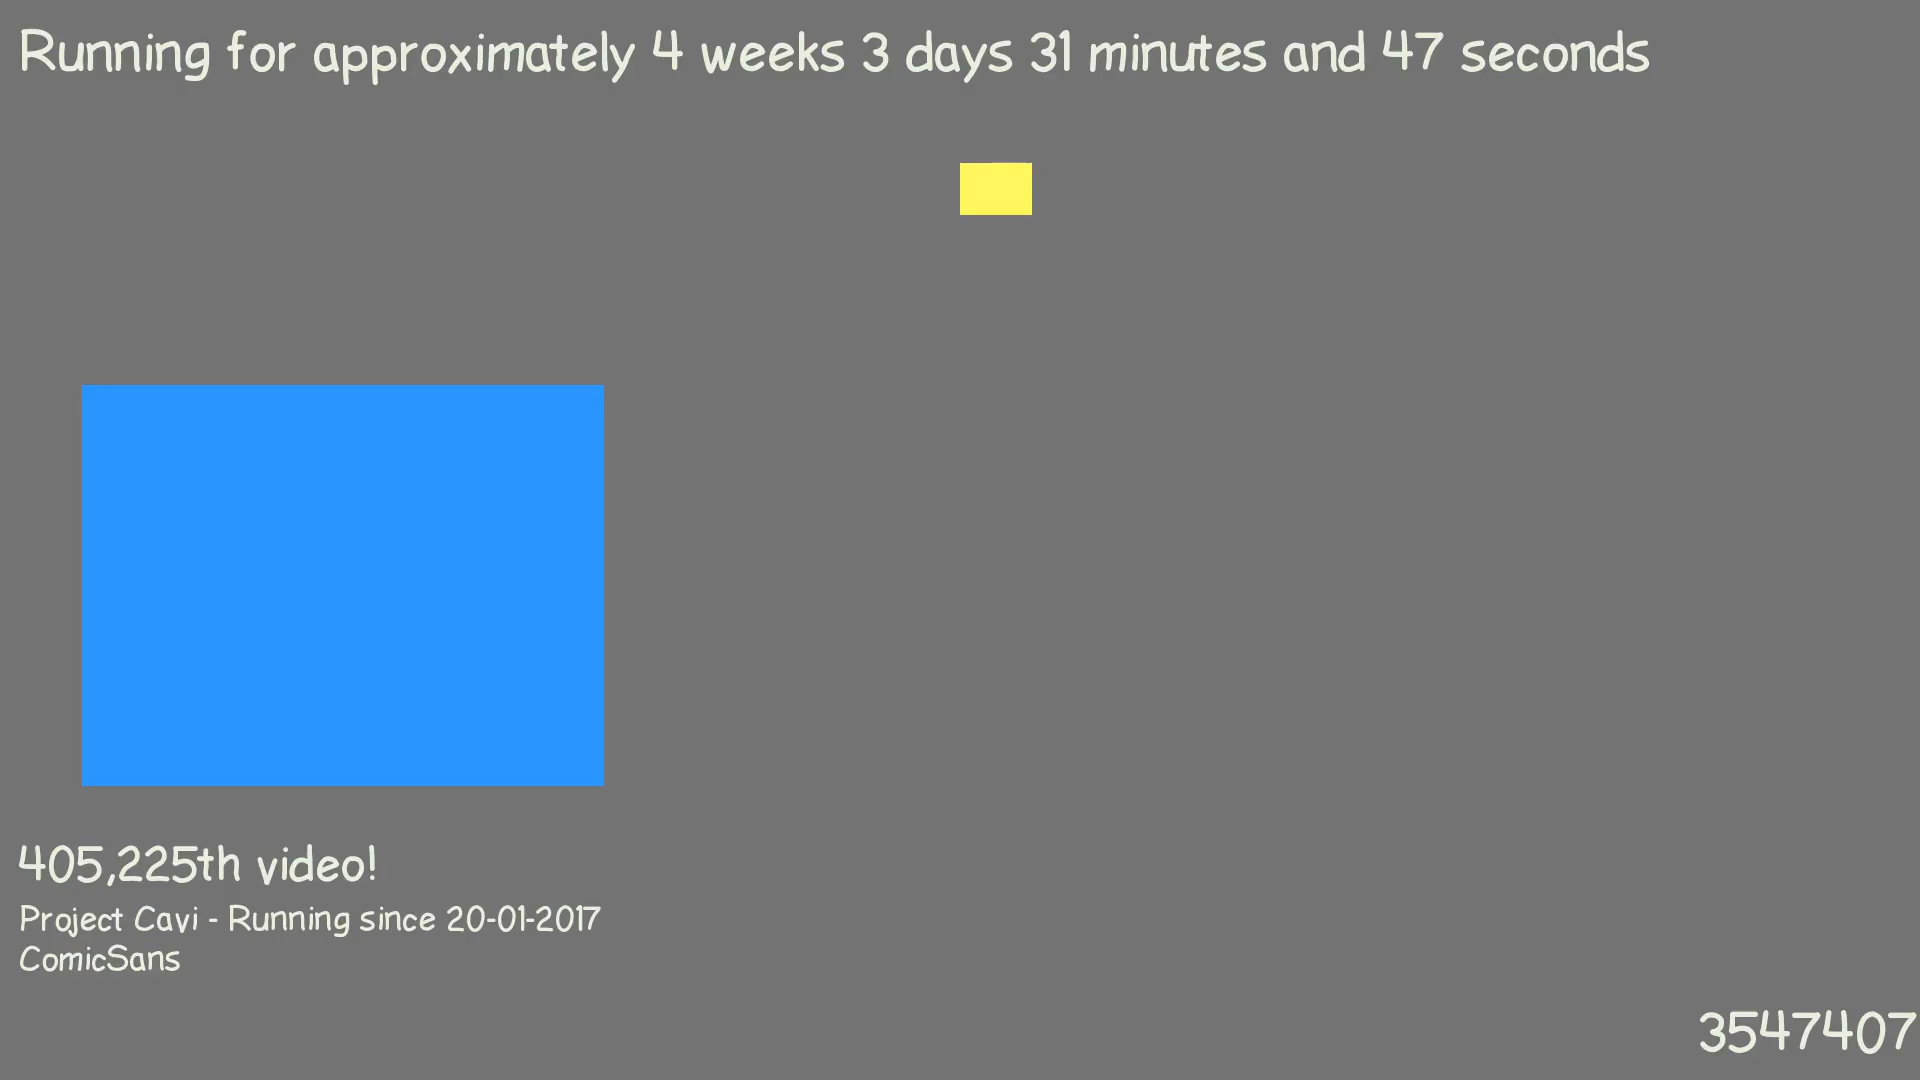 Running for approximately 4 weeks 3 days 31 minutes and 47 seconds
405,225th video!
Project Cavi - Running since 20-01-2017
ComicSans
3547407